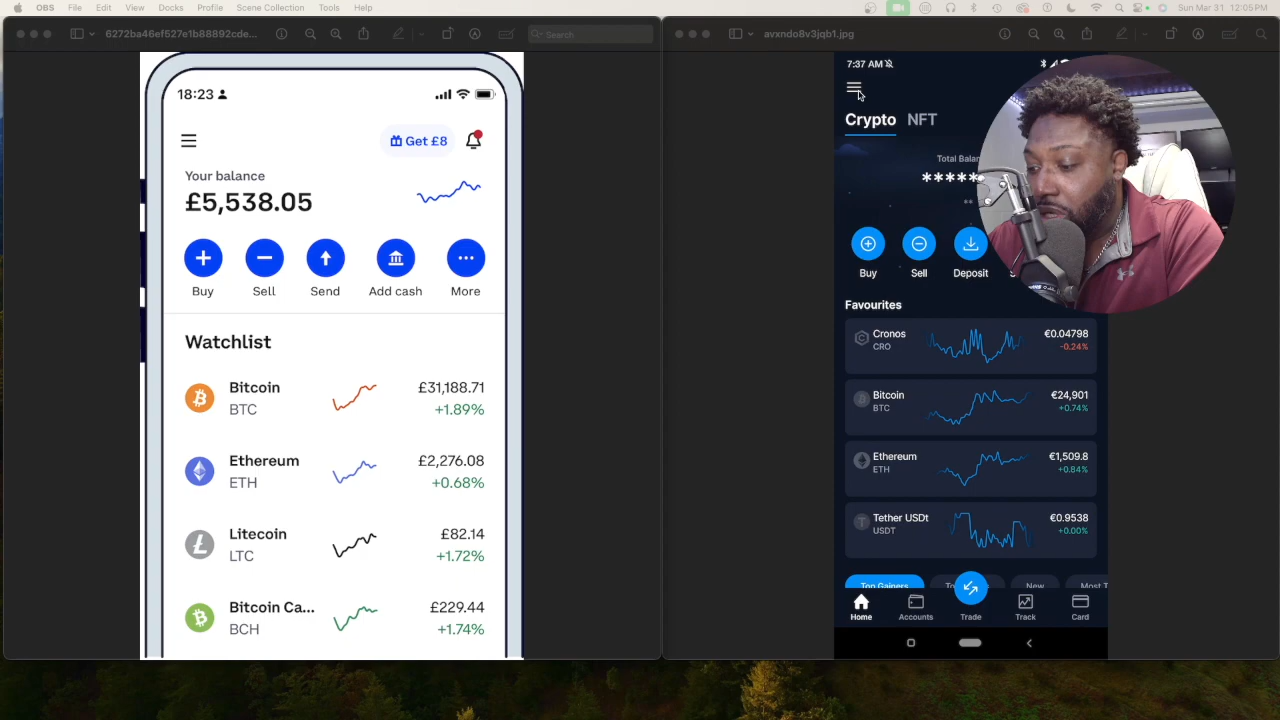 OBS File Edit View Docks Profile Scene Collection Tools Help
Sun Mar 31 12:05 PM
6272ba46ef527e1b88892cde...
Search
avxndo8v3jqb1.jpg
18:23
Get £8
Your balance
£5,538.05
Buy Sell Send Add cash More
Watchlist
Bitcoin £31,188.71
BTC +1.89%
Ethereum £2,276.08
ETH +0.68%
Litecoin £82.14
LTC +1.72%
Bitcoin Ca... £229.44
BCH +1.74%
7:37 AM
Crypto NFT
Total Balan
*****
Buy Sell Deposit
Favourites
Cronos €0.04798
CRO -0.24%
Bitcoin €24,901
BTC +0.74%
Ethereum €1,509.8
ETH +0.84%
Tether USDt €0.9538
USDT +0.00%
Top Gainers New Most T
Home Accounts Trade Track Card